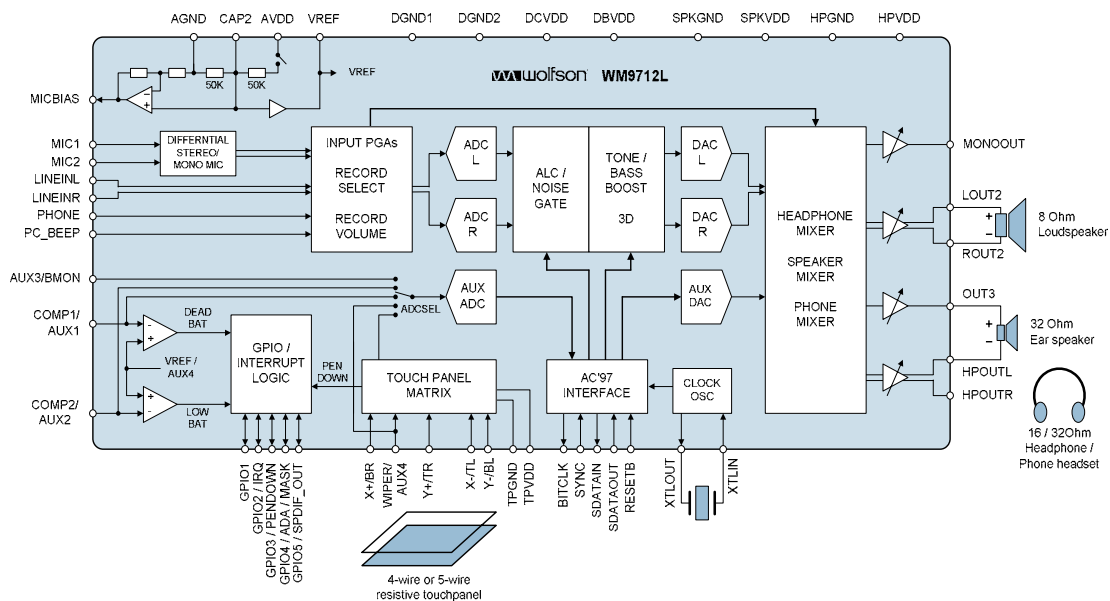 AGND CAP2 AVDD VREF DGND1 DGND2 DCVDD DBVDD SPKGND SPKVDD HPGND HPVDD
VREF
wolfson WM9712L
50K 50K
MICBIAS
MIC1
MIC2
LINEINL
LINEINR
PHONE
PC_BEEP
DIFFERNTIAL
STEREO/
MONO MIC
INPUT PGAs
RECORD
SELECT
RECORD
VOLUME
ADC
L
ADC
R
ALC /
NOISE
GATE
TONE /
BASS
BOOST
3D
DAC
L
DAC
R
HEADPHONE
MIXER
SPEAKER
MIXER
PHONE
MIXER
MONOOUT
LOUT2
+
−
ROUT2
8 Ohm
Loudspeaker
AUX3/BMON
COMP1/
AUX1
COMP2/
AUX2
ADCSEL
AUX
ADC
AUX
DAC
OUT3
+
−
32 Ohm
Ear speaker
HPOUTL
HPOUTR
16 / 32Ohm
Headphone /
Phone headset
DEAD
BAT
VREF /
AUX4
LOW
BAT
GPIO /
INTERRUPT
LOGIC
PEN
DOWN
TOUCH PANEL
MATRIX
AC'97
INTERFACE
CLOCK
OSC
GPIO1
GPIO2 / IRQ
GPIO3 / PENDOWN
GPIO4 / ADA / MASK
GPIO5 / SPDIF_OUT
X+/BR
WIPER/
AUX4
Y+/TR
X-/TL
Y-/BL
TPGND
TPVDD
BITCLK
SYNC
SDATAIN
SDATAOUT
RESETB
XTLOUT
XTLIN
4-wire or 5-wire
resistive touchpanel